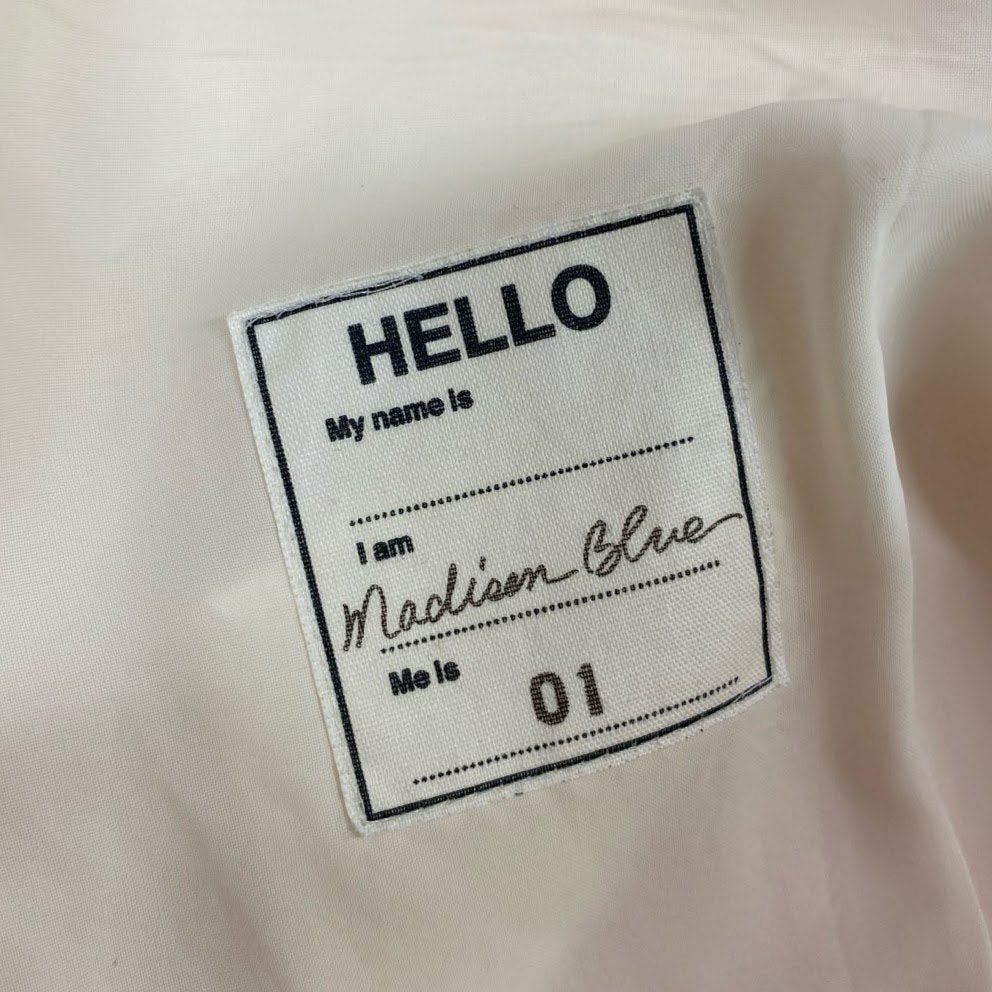 HELLO
My name is
I am
Madison Blue
Me is
01